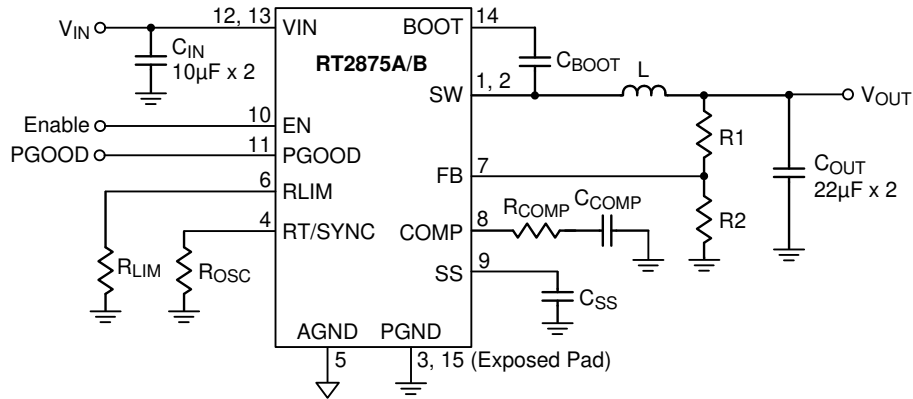 VIN
12, 13
VIN
BOOT
14
CIN
10µF x 2
RT2875A/B
CBOOT
SW
1, 2
L
VOUT
Enable
10
EN
R1
PGOOD
11
PGOOD
FB
7
COUT
22µF x 2
6
RLIM
R2
RLIM
4
RT/SYNC
COMP
8
RCOMP
CCOMP
ROSC
SS
9
CSS
AGND
PGND
5
3, 15 (Exposed Pad)